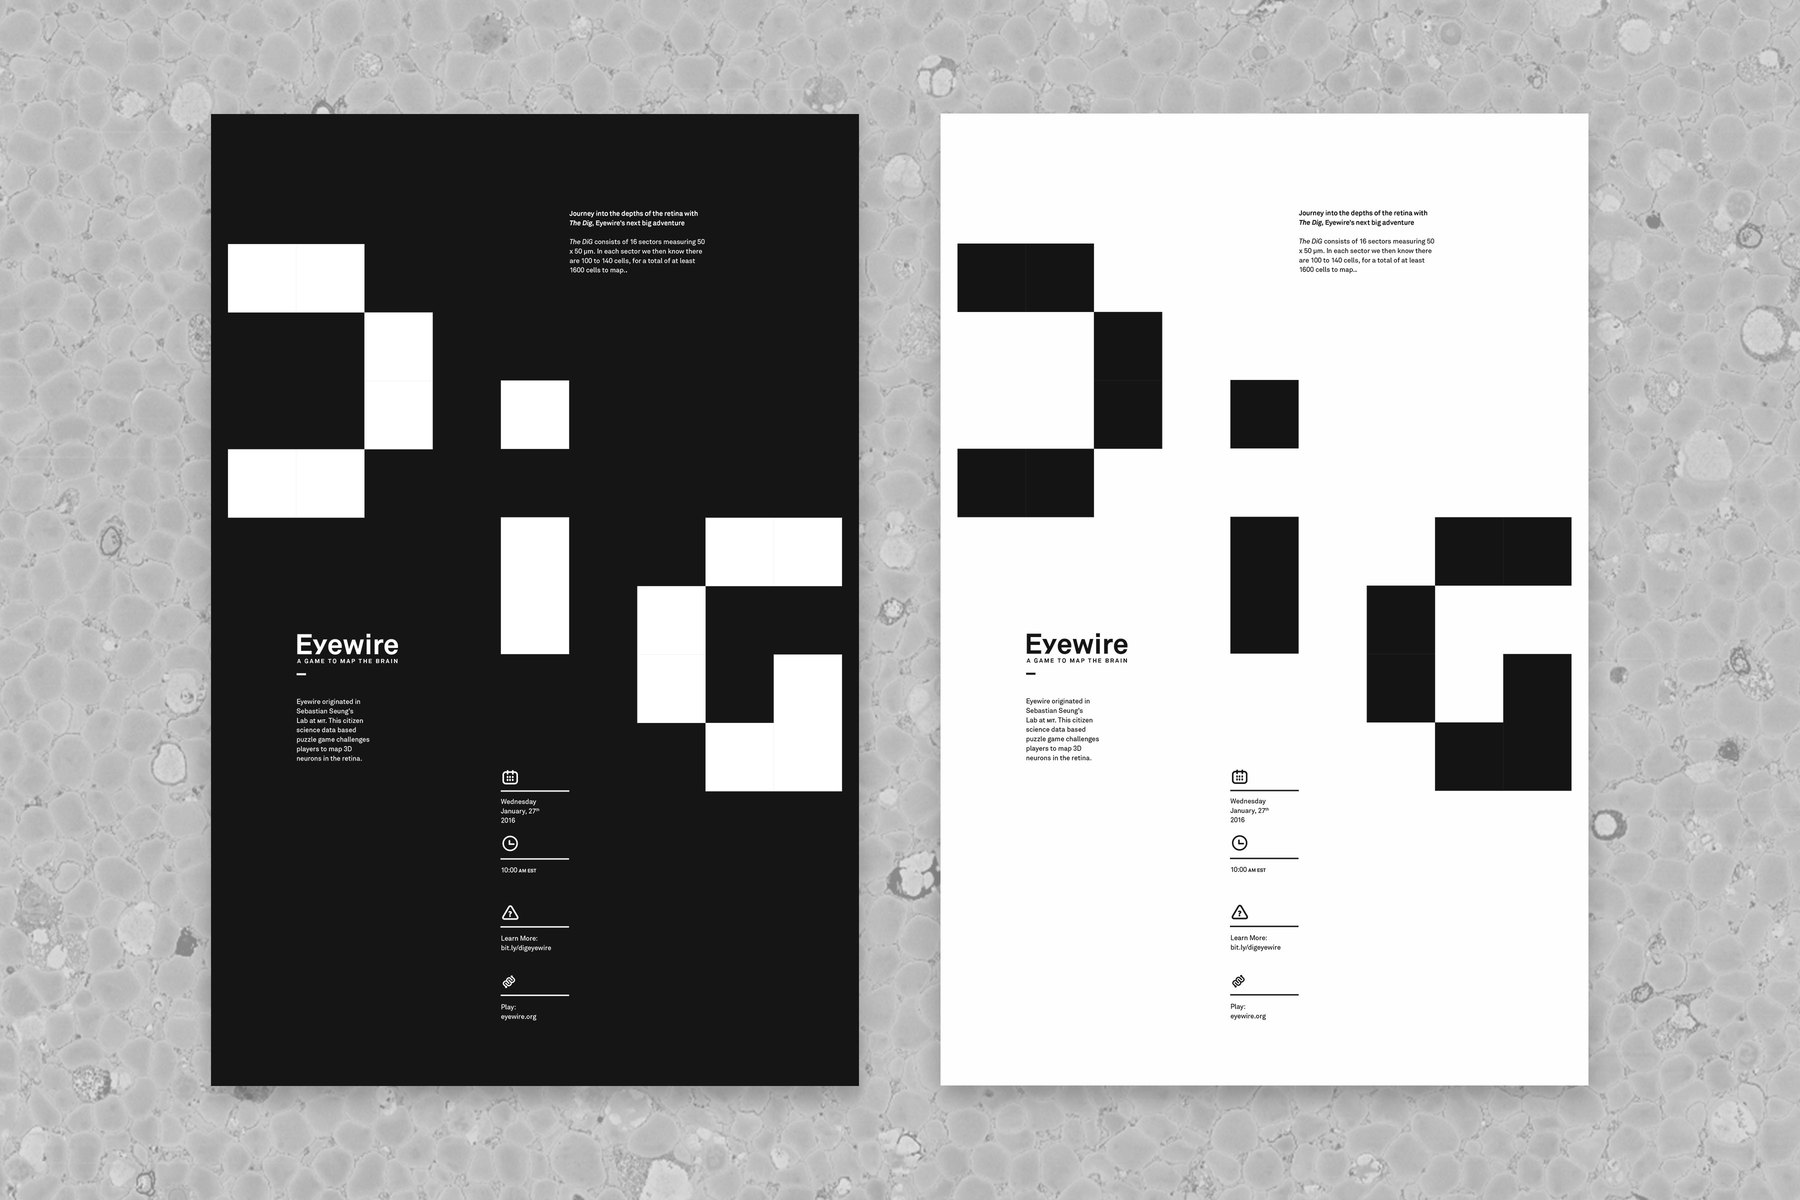 Journey into the depths of the retina with
The Dig, Eyewire's next big adventure
The DiG consists of 16 sectors measuring 50
x 50 µm. In each sector we then know there
are 100 to 140 cells, for a total of at least
1600 cells to map..
DiG
Eyewire
A GAME TO MAP THE BRAIN
Eyewire originated in
Sebastian Seung's
Lab at MIT. This citizen
science data based
puzzle game challenges
players to map 3D
neurons in the retina.
Wednesday
January, 27th
2016
10:00 AM EST
?
Learn More:
bit.ly/digeyewire
Play:
eyewire.org
Journey into the depths of the retina with
The Dig, Eyewire's next big adventure
The DiG consists of 16 sectors measuring 50
x 50 µm. In each sector we then know there
are 100 to 140 cells, for a total of at least
1600 cells to map..
DiG
Eyewire
A GAME TO MAP THE BRAIN
Eyewire originated in
Sebastian Seung's
Lab at MIT. This citizen
science data based
puzzle game challenges
players to map 3D
neurons in the retina.
Wednesday
January, 27th
2016
10:00 AM EST
?
Learn More:
bit.ly/digeyewire
Play:
eyewire.org